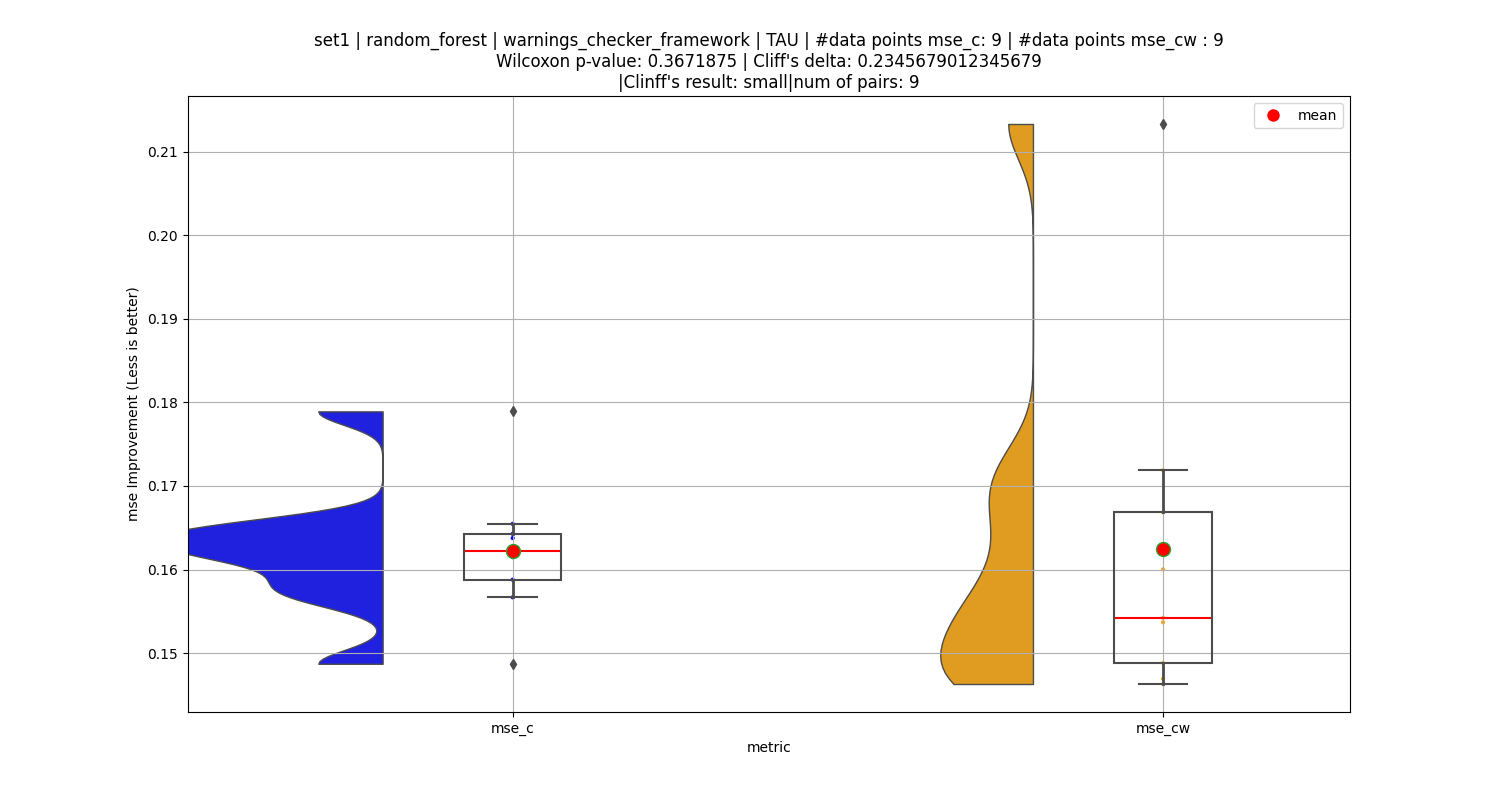 set1 | random_forest | warnings_checker_framework | TAU | #data points mse_c: 9 | #data points mse_cw : 9
Wilcoxon p-value: 0.3671875 | Cliff's delta: 0.2345679012345679
|Clinff's result: small|num of pairs: 9
mean
0.21
0.20
0.19
0.18
0.17
0.16
0.15
mse Improvement (Less is better)
mse_c
mse_cw
metric